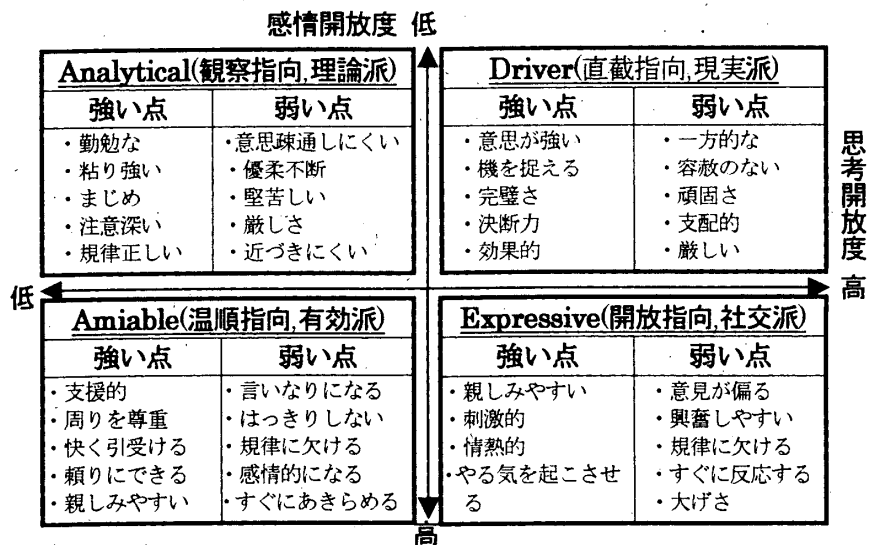 感情開放度 低
Analytical(観察指向,理論派)
強い点 弱い点
・勤勉な
・粘り強い
・まじめ
・注意深い
・規律正しい
・意思疎通しにくい
・優柔不断
・堅苦しい
・厳しさ
・近づきにくい
Driver(直截指向,現実派)
強い点 弱い点
・意思が強い
・機を捉える
・完璧さ
・決断力
・効果的
・一方的な
・容赦のない
・頑固さ
・支配的
・厳しい
思考開放度
高
低
Amiable(温順指向,有効派)
強い点 弱い点
・支援的
・周りを尊重
・快く引受ける
・頼りにできる
・親しみやすい
・言いなりになる
・はっきりしない
・規律に欠ける
・感情的になる
・すぐにあきらめる
Expressive(開放指向,社交派)
強い点 弱い点
・親しみやすい
・刺激的
・情熱的
・やる気を起こさせ
る
・意見が偏る
・興奮しやすい
・規律に欠ける
・すぐに反応する
・大げさ
高